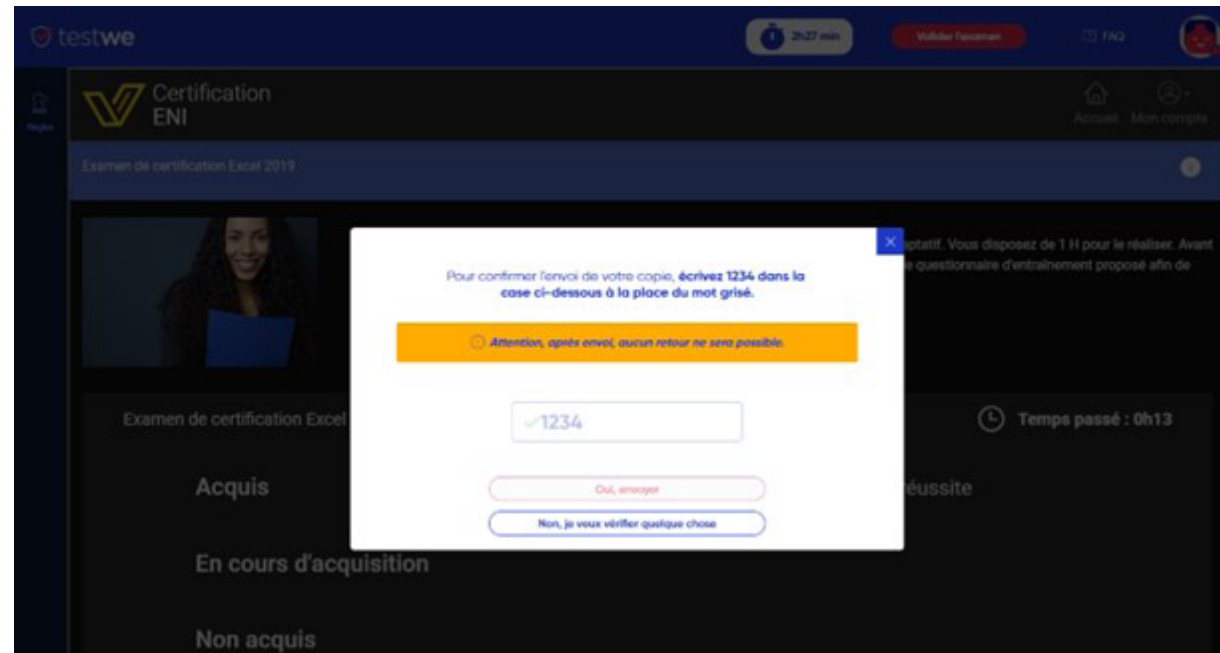 testwe
2h27 min
Valider l'examen
FAQ
Règles
Certification
ENI
Accueil
Mon compte
Examen de certification Excel 2019
aptatif. Vous disposez de 1 H pour le réaliser. Avant
e questionnaire d'entraînement proposé afin de
Pour confirmer l'envoi de votre copie, écrivez 1234 dans la
case ci-dessous à la place du mot grisé.
Attention, après envoi, aucun retour ne sera possible.
1234
Oui, envoyer
Non, je veux vérifier quelque chose
Examen de certification Excel
Temps passé : 0h13
Acquis
éussite
En cours d'acquisition
Non acquis